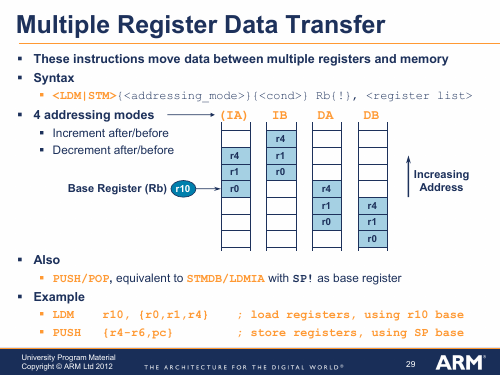 Multiple Register Data Transfer
These instructions move data between multiple registers and memory
Syntax
<LDM|STM>{<addressing_mode>}{<cond>} Rb{!}, <register list>
4 addressing modes
(IA) IB DA DB
Increment after/before
Decrement after/before
r4
r4 r1
r1 r0
Base Register (Rb) r10 r0 r4
r1 r4
r0 r1
r0
Increasing
Address
Also
PUSH/POP, equivalent to STMDB/LDMIA with SP! as base register
Example
LDM r10, {r0,r1,r4} ; load registers, using r10 base
PUSH {r4-r6,pc} ; store registers, using SP base
University Program Material
Copyright © ARM Ltd 2012
THE ARCHITECTURE FOR THE DIGITAL WORLD®
29
ARM®